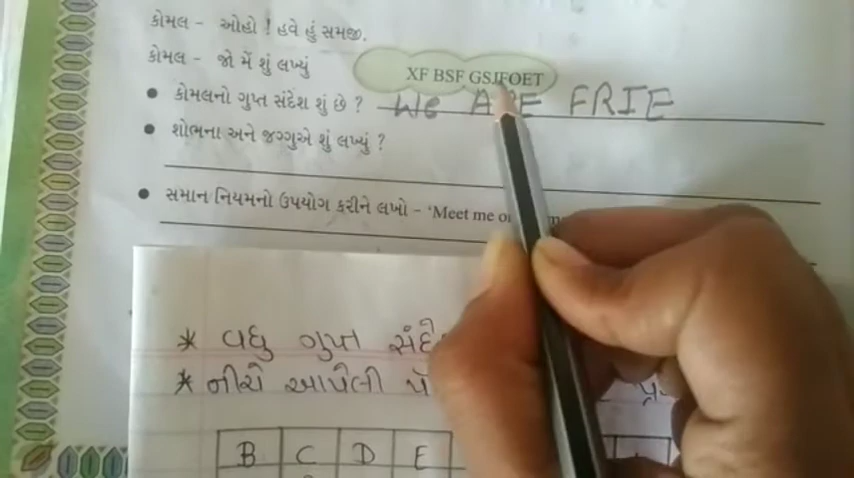 કોમલ - ઓહો ! હવે હું સમજી.
કોમલ - જો મેં શું લખ્યું
XF BSF GSJFOET
• કોમલનો ગુપ્ત સંદેશ શું છે ? We ARE FRIE
• શોભના અને જગ્ગુએ શું લખ્યું ?
• સમાન નિયમનો ઉપયોગ કરીને લખો - ‘Meet me
* વધુ ગુપ્ત
* નીચે આપેલી
B C D E